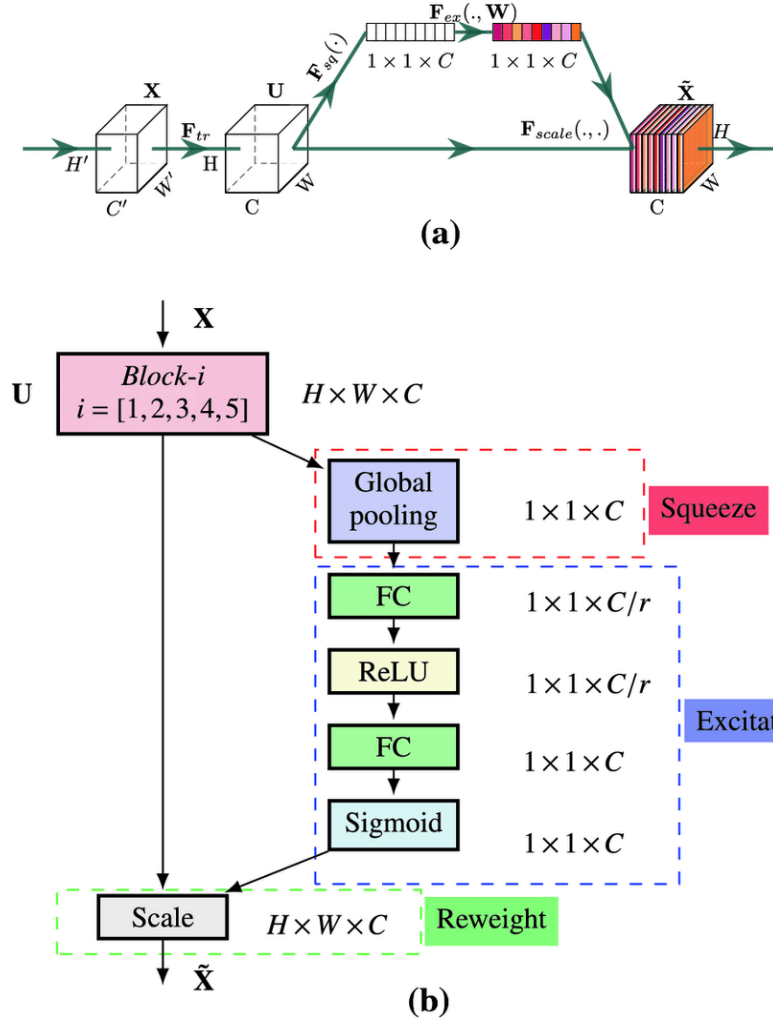 F_ex(., W)
F_sq(·)
1 × 1 × C
1 × 1 × C
X
U
X̃
F_tr
F_scale(., .)
H′
H
H
W′
W
W
C′
C
C
(a)
X
U
Block-i
i = [1, 2, 3, 4, 5]
H × W × C
Global
pooling
1 × 1 × C
Squeeze
FC
1 × 1 × C/r
ReLU
1 × 1 × C/r
Excitat
FC
1 × 1 × C
Sigmoid
1 × 1 × C
Scale
H × W × C
Reweight
X̃
(b)